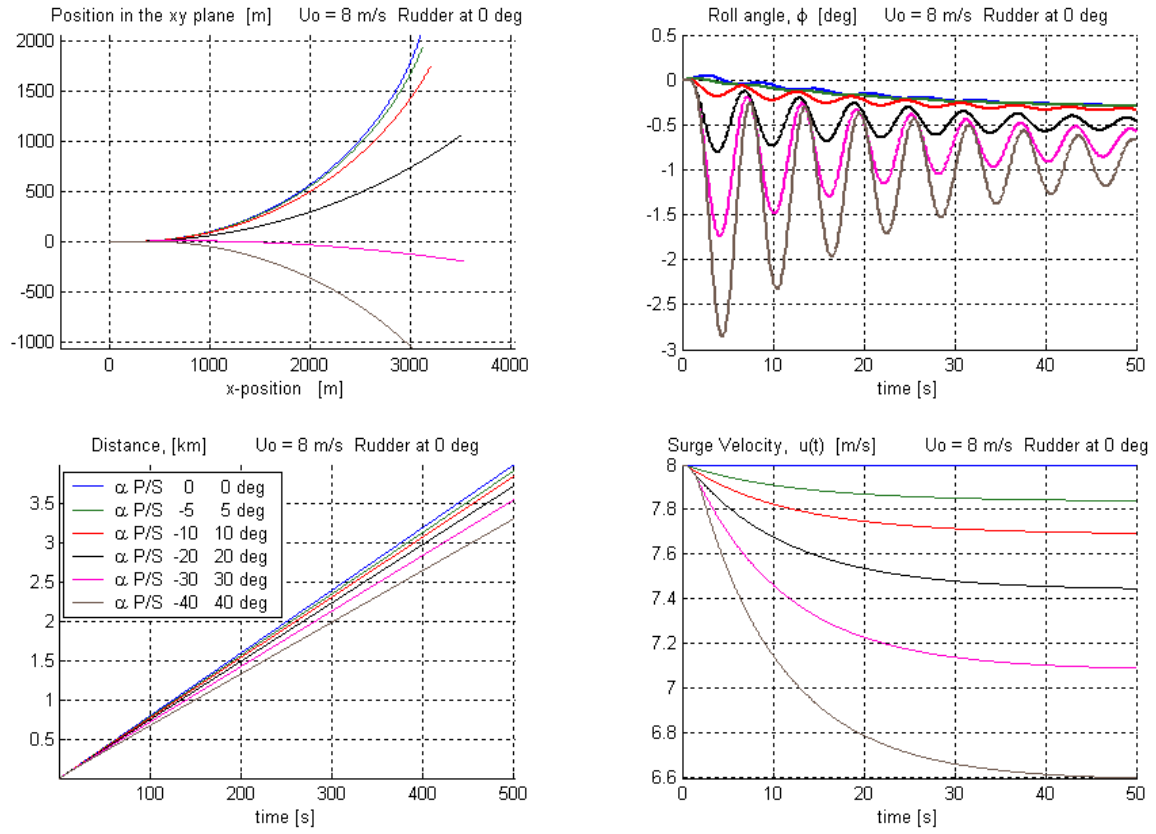 Position in the xy plane [m] Uo = 8 m/s Rudder at 0 deg
2000
1500
1000
500
0
-500
-1000
0 1000 2000 3000 4000
x-position [m]
Roll angle, ϕ [deg] Uo = 8 m/s Rudder at 0 deg
0.5
0
-0.5
-1
-1.5
-2
-2.5
-3
0 10 20 30 40 50
time [s]
Distance, [km] Uo = 8 m/s Rudder at 0 deg
α P/S 0 0 deg
α P/S -5 5 deg
α P/S -10 10 deg
α P/S -20 20 deg
α P/S -30 30 deg
α P/S -40 40 deg
3.5
3
2.5
2
1.5
1
0.5
100 200 300 400 500
time [s]
Surge Velocity, u(t) [m/s] Uo = 8 m/s Rudder at 0 deg
8
7.8
7.6
7.4
7.2
7
6.8
6.6
0 10 20 30 40 50
time [s]